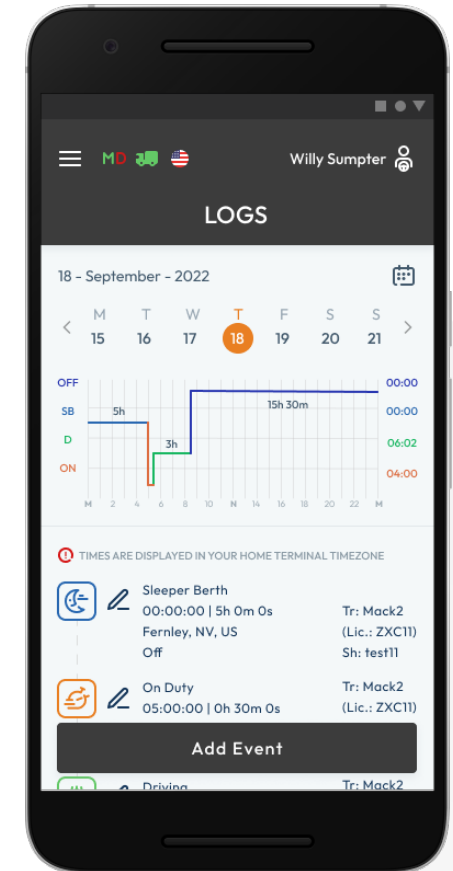 MD
Willy Sumpter
LOGS
18 - September - 2022
M T W T F S S
15 16 17 18 19 20 21
OFF 00:00
SB 5h 15h 30m 00:00
D 3h 06:02
ON 04:00
M 2 4 6 8 10 N 14 16 18 20 22 M
TIMES ARE DISPLAYED IN YOUR HOME TERMINAL TIMEZONE
Sleeper Berth
00:00:00 | 5h 0m 0s Tr: Mack2
Fernley, NV, US (Lic.: ZXC11)
Off Sh: test11
On Duty Tr: Mack2
05:00:00 | 0h 30m 0s (Lic.: ZXC11)
Add Event
Driving Tr: Mack2